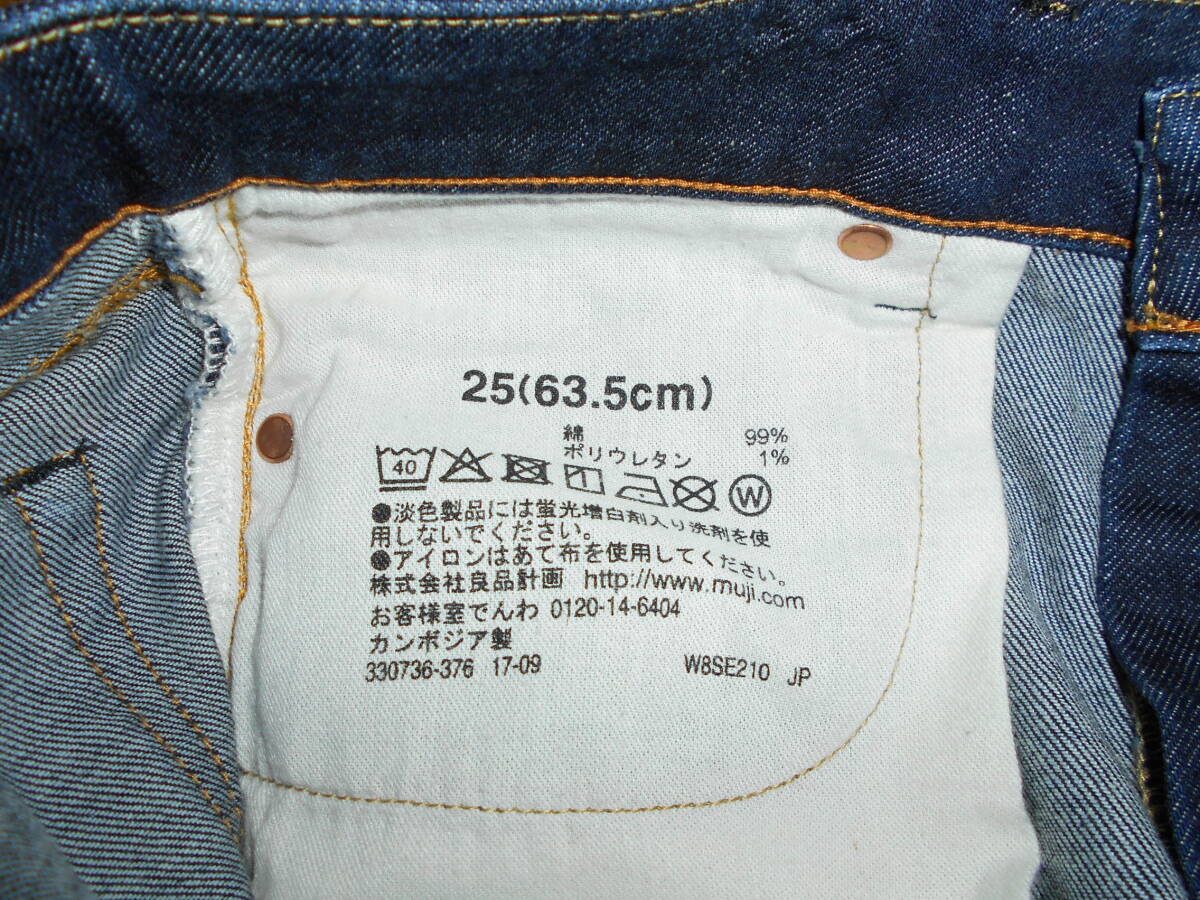 25(63.5cm)
綿 99%
ポリウレタン 1%
40 W
●淡色製品には蛍光増白剤入り洗剤を使
用しないでください。
●アイロンはあて布を使用してください。
株式会社良品計画 http://www.muji.com
お客様室でんわ 0120-14-6404
カンボジア製
330736-376 17-09 W8SE210 JP